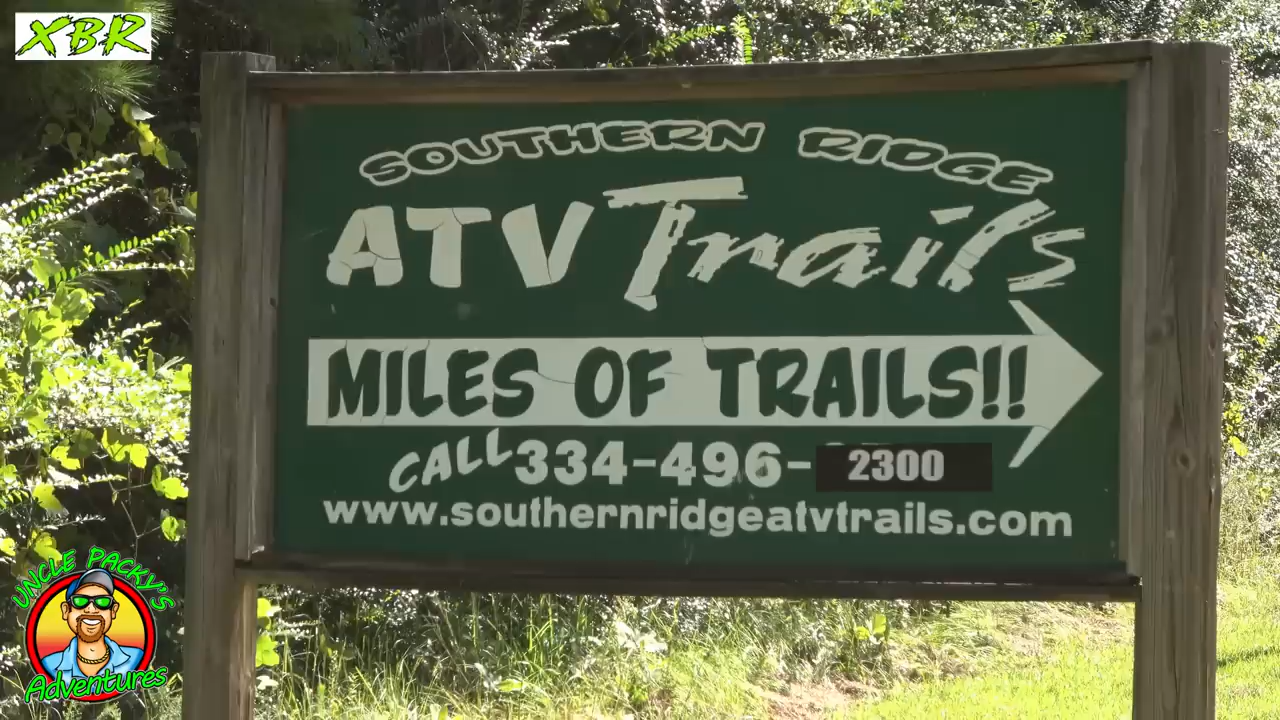 XBR
SOUTHERN RIDGE
ATV Trails
MILES OF TRAILS!!
CALL 334-496-2300
www.southernridgeatvtrails.com
UNCLE PACKY'S
Adventures